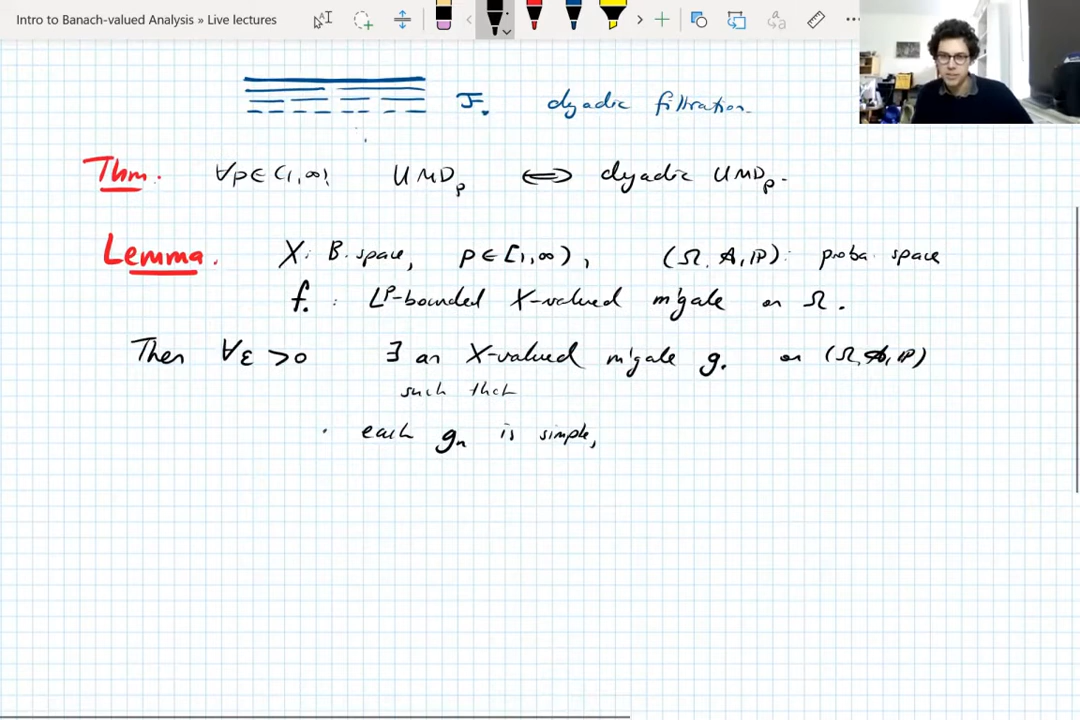 Intro to Banach-valued Analysis » Live lectures
F. dyadic filtration.
Thm. ∀p∈(1,∞) UMDₚ ⟺ dyadic UMDₚ.
Lemma. X: B. space, p∈[1,∞), (Ω, A, ℙ): proba. space
f. : Lᵖ-bounded X-valued m'gale on Ω.
Then ∀ε>0 ∃ an X-valued m'gale g. on (Ω, A, ℙ)
such that
· each gₙ is simple,